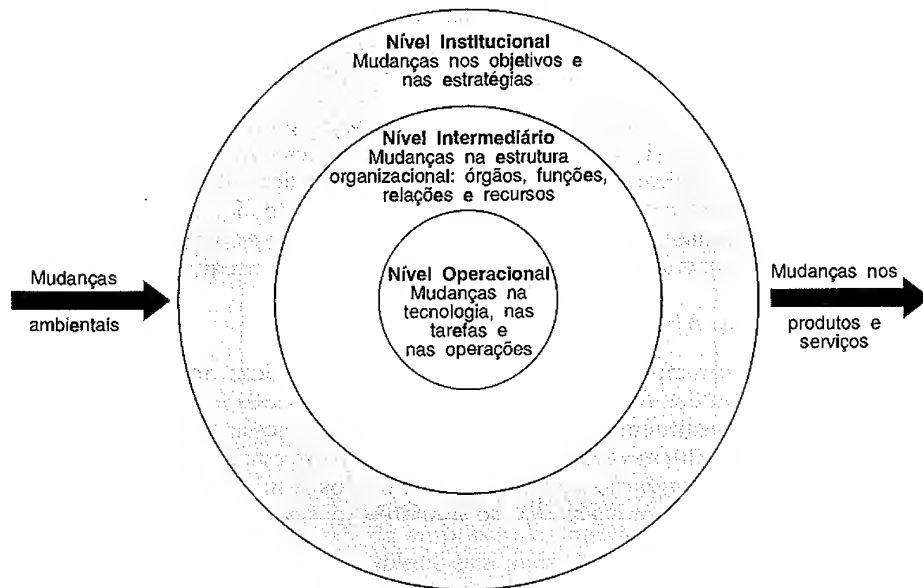 Nível Institucional
Mudanças nos objetivos e
nas estratégias
Nível Intermediário
Mudanças na estrutura
organizacional: órgãos, funções,
relações e recursos
Mudanças
ambientais
Nível Operacional
Mudanças na
tecnologia, nas
tarefas e
nas operações
Mudanças nos
produtos e
serviços